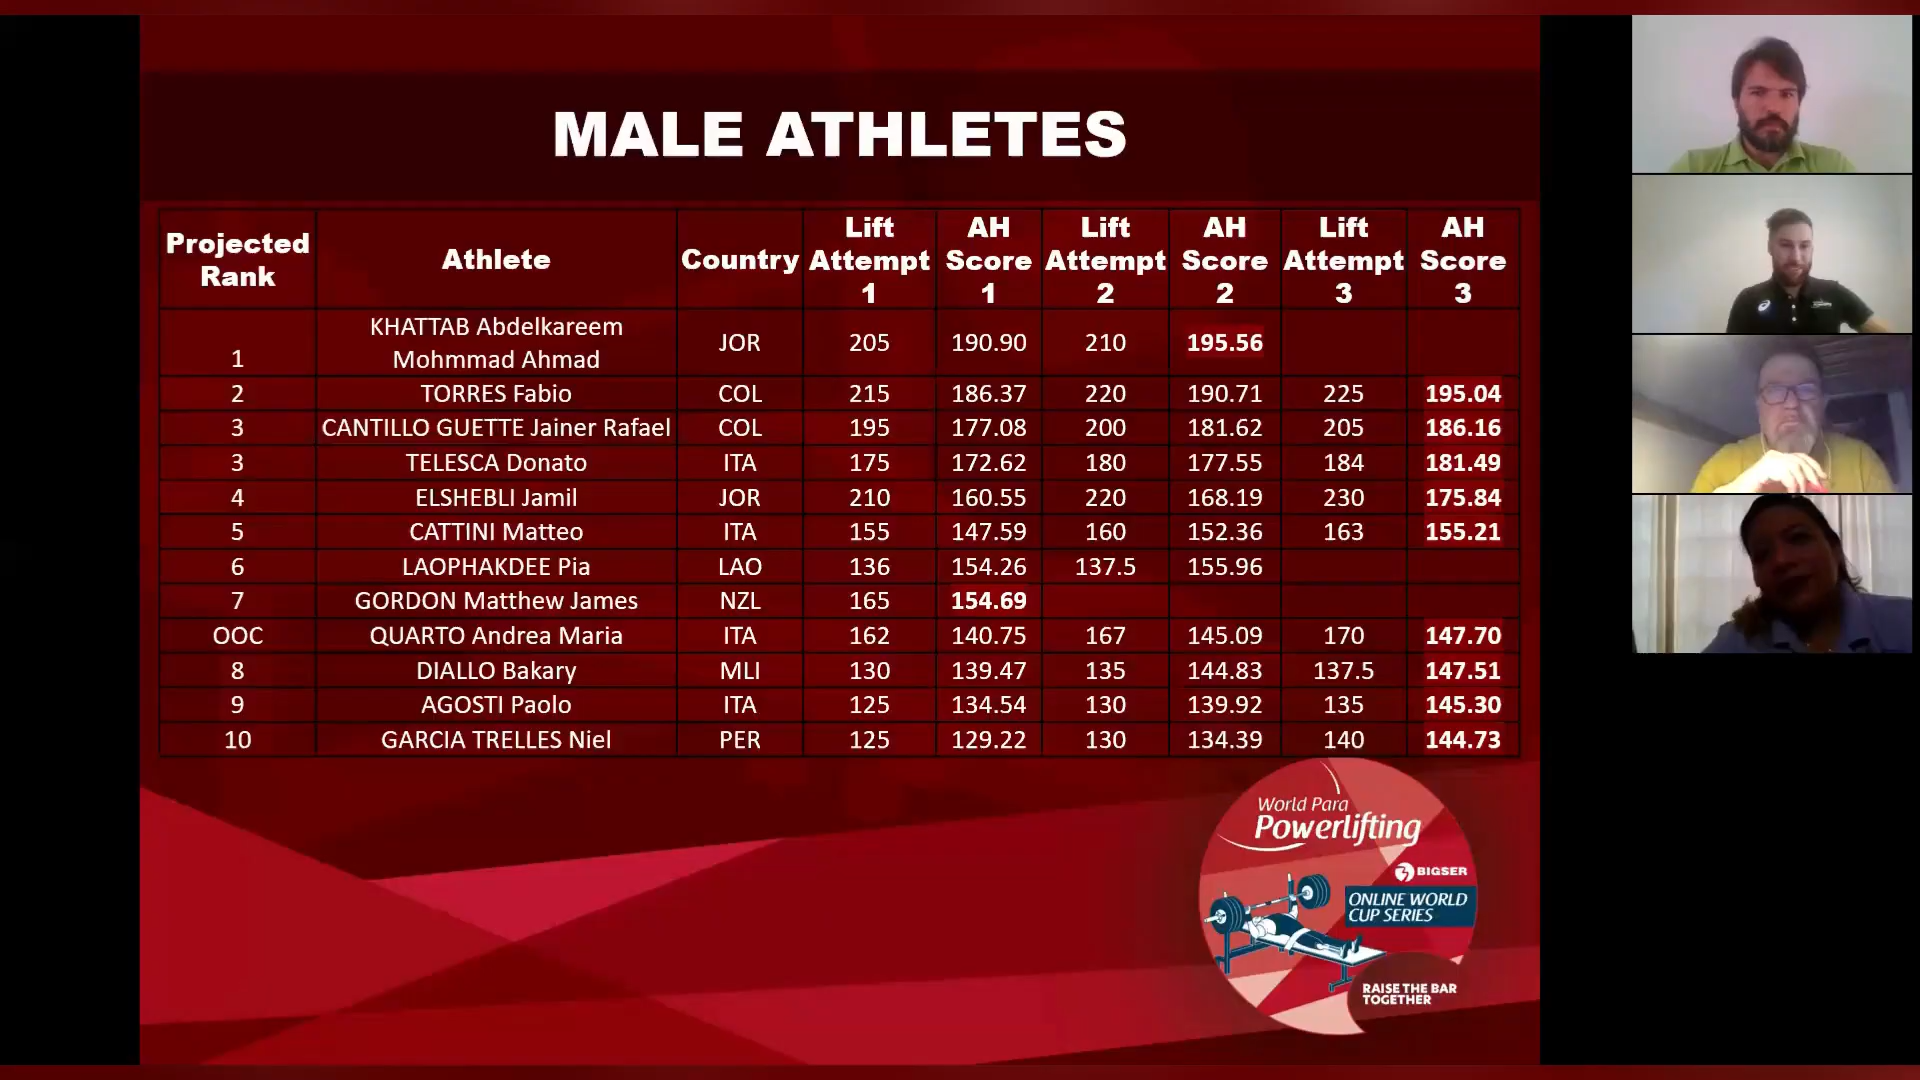 MALE ATHLETES
Projected Rank Athlete Country Lift Attempt 1 AH Score 1 Lift Attempt 2 AH Score 2 Lift Attempt 3 AH Score 3
1 KHATTAB Abdelkareem Mohmmad Ahmad JOR 205 190.90 210 195.56
2 TORRES Fabio COL 215 186.37 220 190.71 225 195.04
3 CANTILLO GUETTE Jainer Rafael COL 195 177.08 200 181.62 205 186.16
3 TELESCA Donato ITA 175 172.62 180 177.55 184 181.49
4 ELSHEBLI Jamil JOR 210 160.55 220 168.19 230 175.84
5 CATTINI Matteo ITA 155 147.59 160 152.36 163 155.21
6 LAOPHAKDEE Pia LAO 136 154.26 137.5 155.96
7 GORDON Matthew James NZL 165 154.69
OOC QUARTO Andrea Maria ITA 162 140.75 167 145.09 170 147.70
8 DIALLO Bakary MLI 130 139.47 135 144.83 137.5 147.51
9 AGOSTI Paolo ITA 125 134.54 130 139.92 135 145.30
10 GARCIA TRELLES Niel PER 125 129.22 130 134.39 140 144.73
World Para
Powerlifting
BIGSER
ONLINE WORLD
CUP SERIES
RAISE THE BAR
TOGETHER